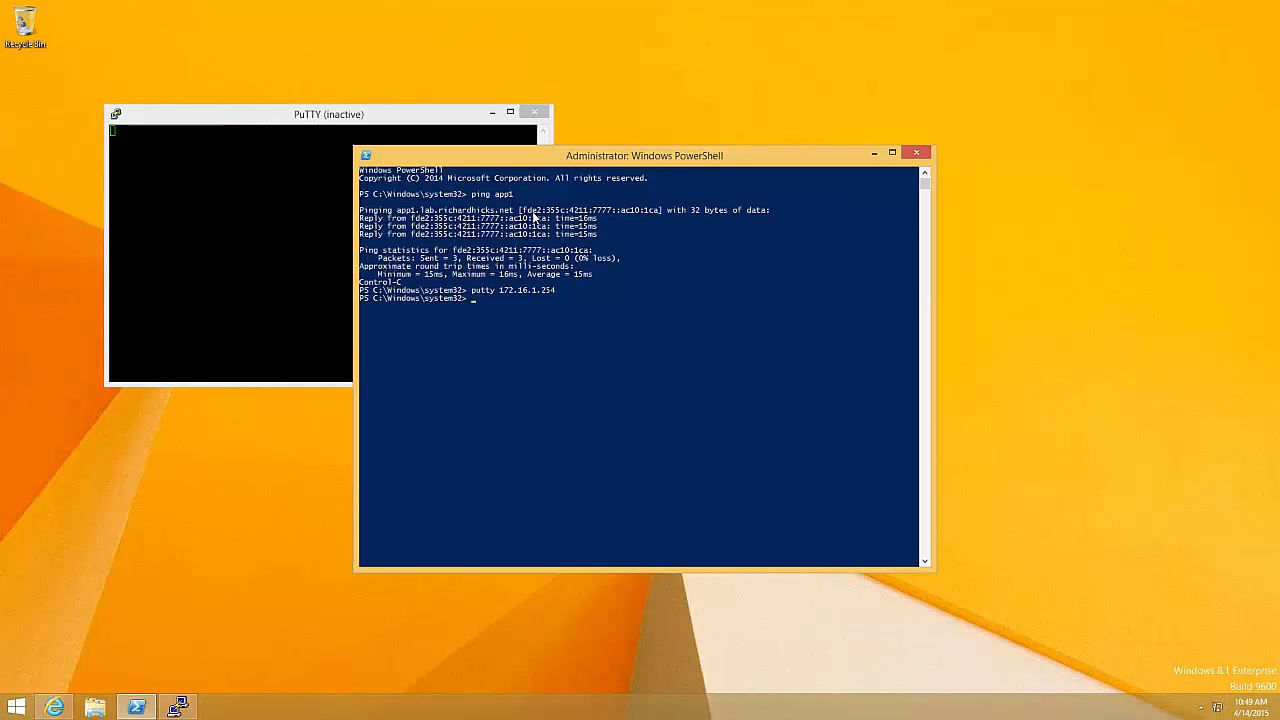 Recycle Bin
PuTTY (inactive)
Administrator: Windows PowerShell
Windows PowerShell
Copyright (C) 2014 Microsoft Corporation. All rights reserved.
PS C:\Windows\system32> ping app1
Pinging app1.lab.richardhicks.net [fde2:355c:4211:7777::ac10:1ca] with 32 bytes of data:
Reply from fde2:355c:4211:7777::ac10:1ca: time=16ms
Reply from fde2:355c:4211:7777::ac10:1ca: time=15ms
Reply from fde2:355c:4211:7777::ac10:1ca: time=15ms
Ping statistics for fde2:355c:4211:7777::ac10:1ca:
Packets: Sent = 3, Received = 3, Lost = 0 (0% loss),
Approximate round trip times in milli-seconds:
Minimum = 15ms, Maximum = 16ms, Average = 15ms
Control-C
PS C:\Windows\system32> putty 172.16.1.254
PS C:\Windows\system32> _
Windows 8.1 Enterprise
Build 9600
10:49 AM
4/14/2015